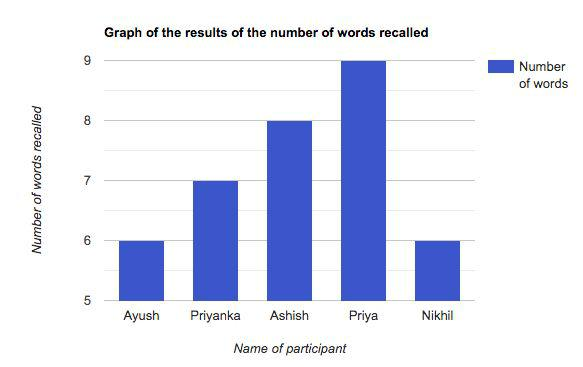 Graph of the results of the number of words recalled
Number of words recalled
9
8
7
6
5
Number
of words
Ayush Priyanka Ashish Priya Nikhil
Name of participant